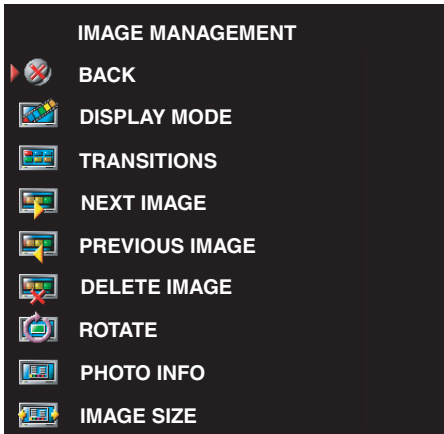 IMAGE MANAGEMENT
BACK
DISPLAY MODE
TRANSITIONS
NEXT IMAGE
PREVIOUS IMAGE
DELETE IMAGE
ROTATE
PHOTO INFO
IMAGE SIZE